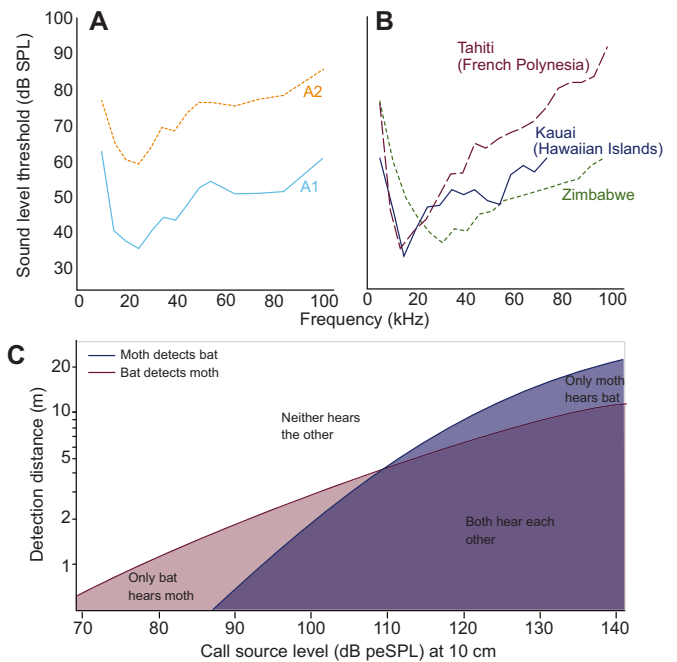 A
B
Sound level threshold (dB SPL)
100
90
80
70
60
50
40
30
A2
A1
0
20
40
60
80
100
Tahiti
(French Polynesia)
Kauai
(Hawaiian Islands)
Zimbabwe
0
20
40
60
80
100
Frequency (kHz)
C
Moth detects bat
Bat detects moth
Detection distance (m)
20
10
5
2
1
Neither hears
the other
Only moth
hears bat
Both hear each
other
Only bat
hears moth
70
80
90
100
110
120
130
140
Call source level (dB peSPL) at 10 cm